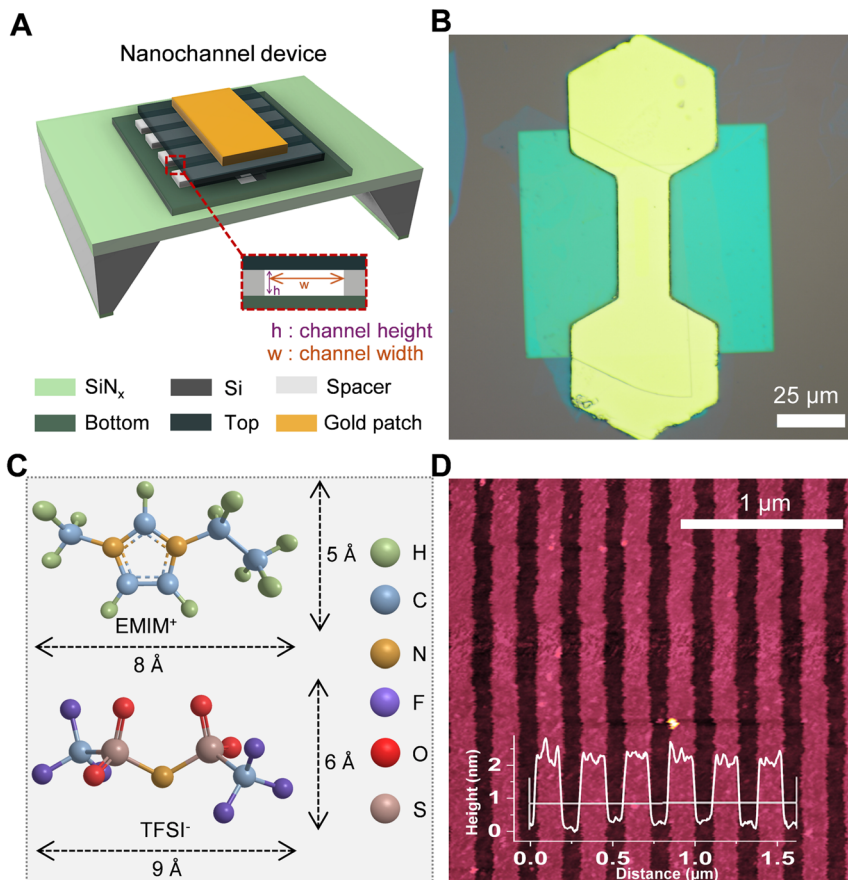 A
Nanochannel device
h
w
h : channel height
w : channel width
SiNₓ
Si
Spacer
Bottom
Top
Gold patch
B
25 μm
C
EMIM⁺
8 Å
5 Å
TFSI⁻
9 Å
6 Å
H
C
N
F
O
S
D
1 μm
Height (nm)
2
1
0
0.0
0.5
1.0
1.5
Distance (μm)